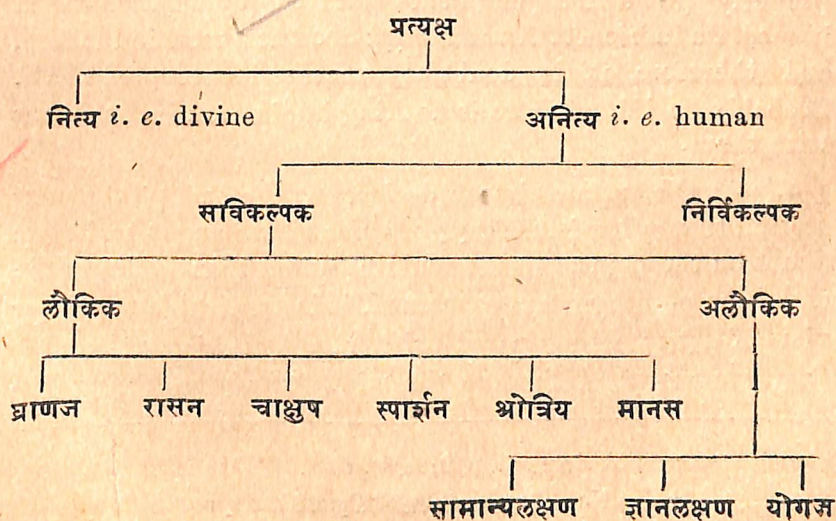 प्रत्यक्ष
नित्य i. e. divine अनित्य i. e. human
सविकल्पक निर्विकल्पक
लौकिक अलौकिक
घ्राणज रासन चाक्षुष स्पार्शन श्रोत्रिय मानस
सामान्यलक्षण ज्ञानलक्षण योगज